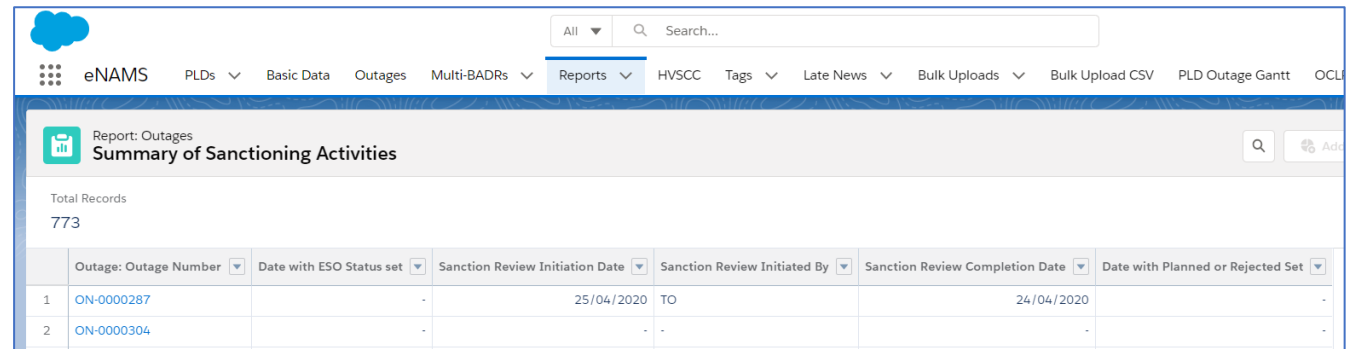 All Search...
eNAMS PLDs Basic Data Outages Multi-BADRs Reports HVSCC Tags Late News Bulk Uploads Bulk Upload CSV PLD Outage Gantt
Report: Outages
Summary of Sanctioning Activities
Add
Total Records
773
Outage: Outage Number Date with ESO Status set Sanction Review Initiation Date Sanction Review Initiated By Sanction Review Completion Date Date with Planned or Rejected Set
1 ON-0000287 - 25/04/2020 TO 24/04/2020 -
2 ON-0000304 - - - - -